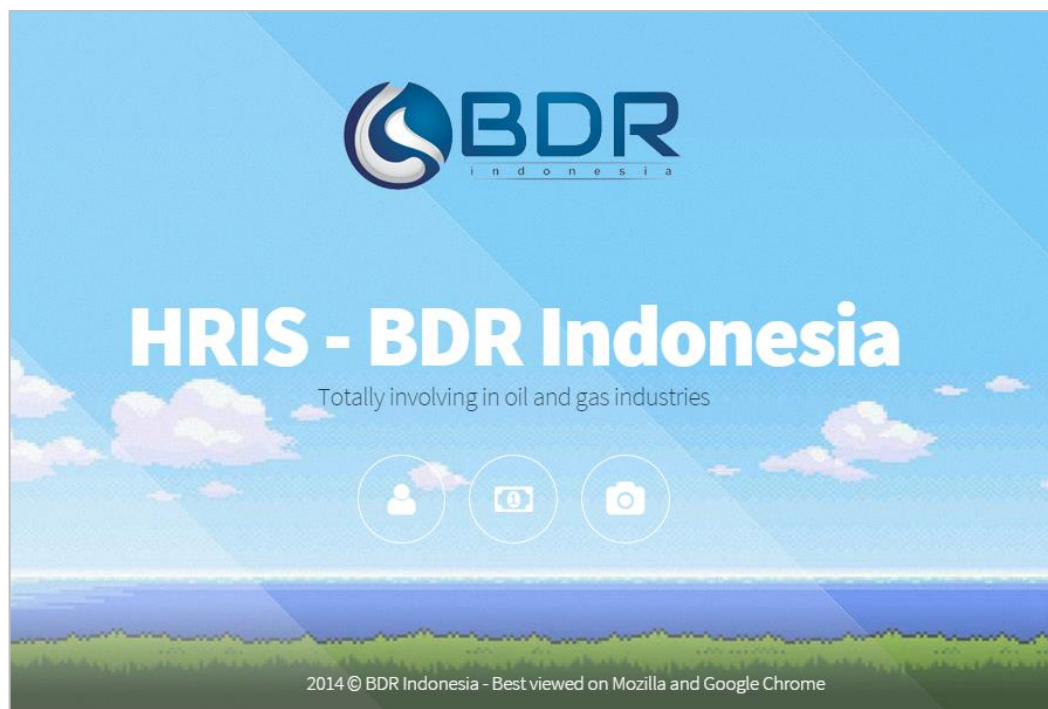 BDR
indonesia
HRIS - BDR Indonesia
Totally involving in oil and gas industries
1
2014 © BDR Indonesia - Best viewed on Mozilla and Google Chrome